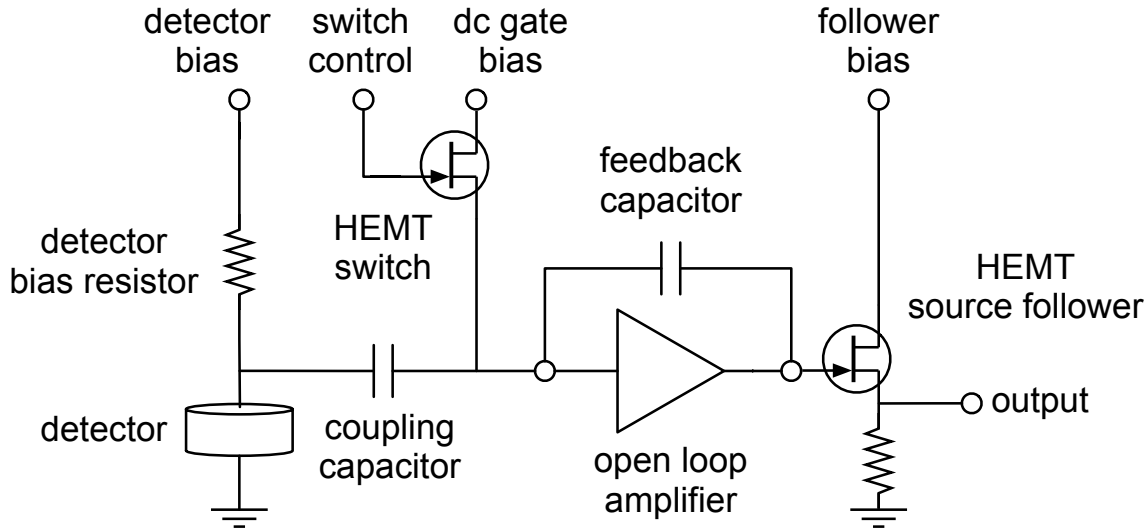 detector
bias
switch
control
dc gate
bias
follower
bias
feedback
capacitor
detector
bias resistor
HEMT
switch
HEMT
source follower
detector
coupling
capacitor
open loop
amplifier
output